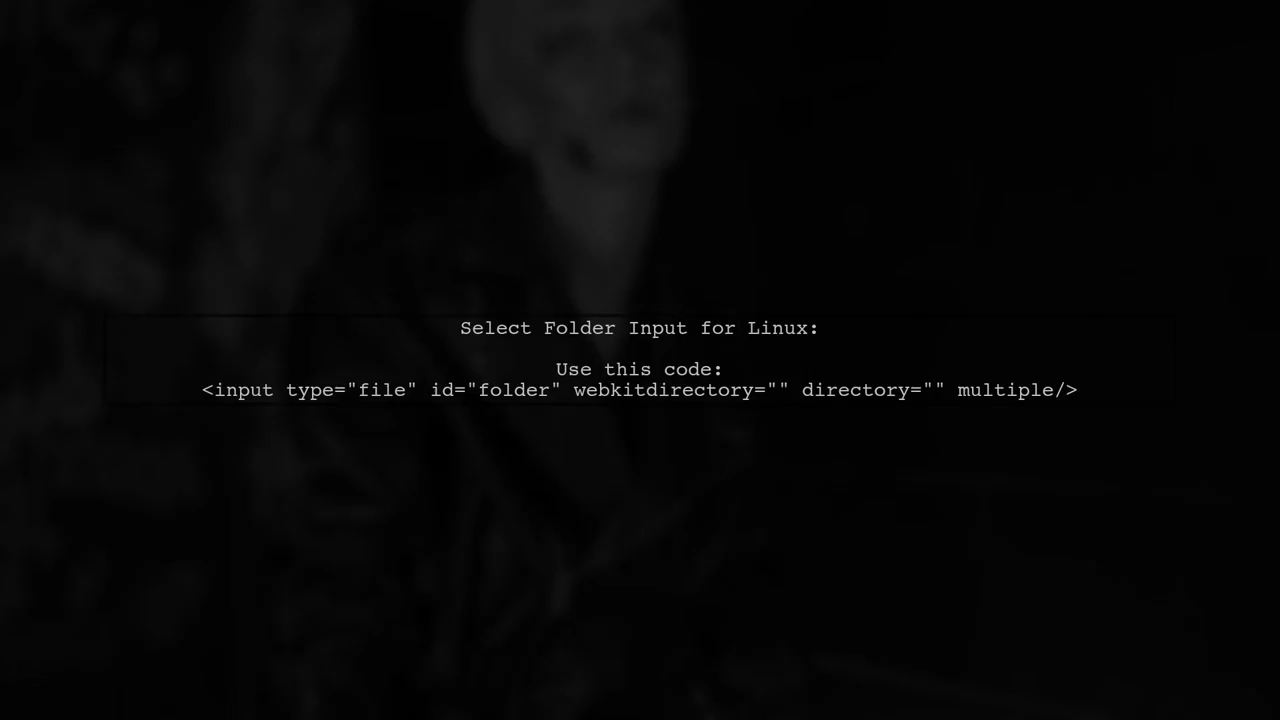 Select Folder Input for Linux:
Use this code:
<input type="file" id="folder" webkitdirectory="" directory="" multiple/>